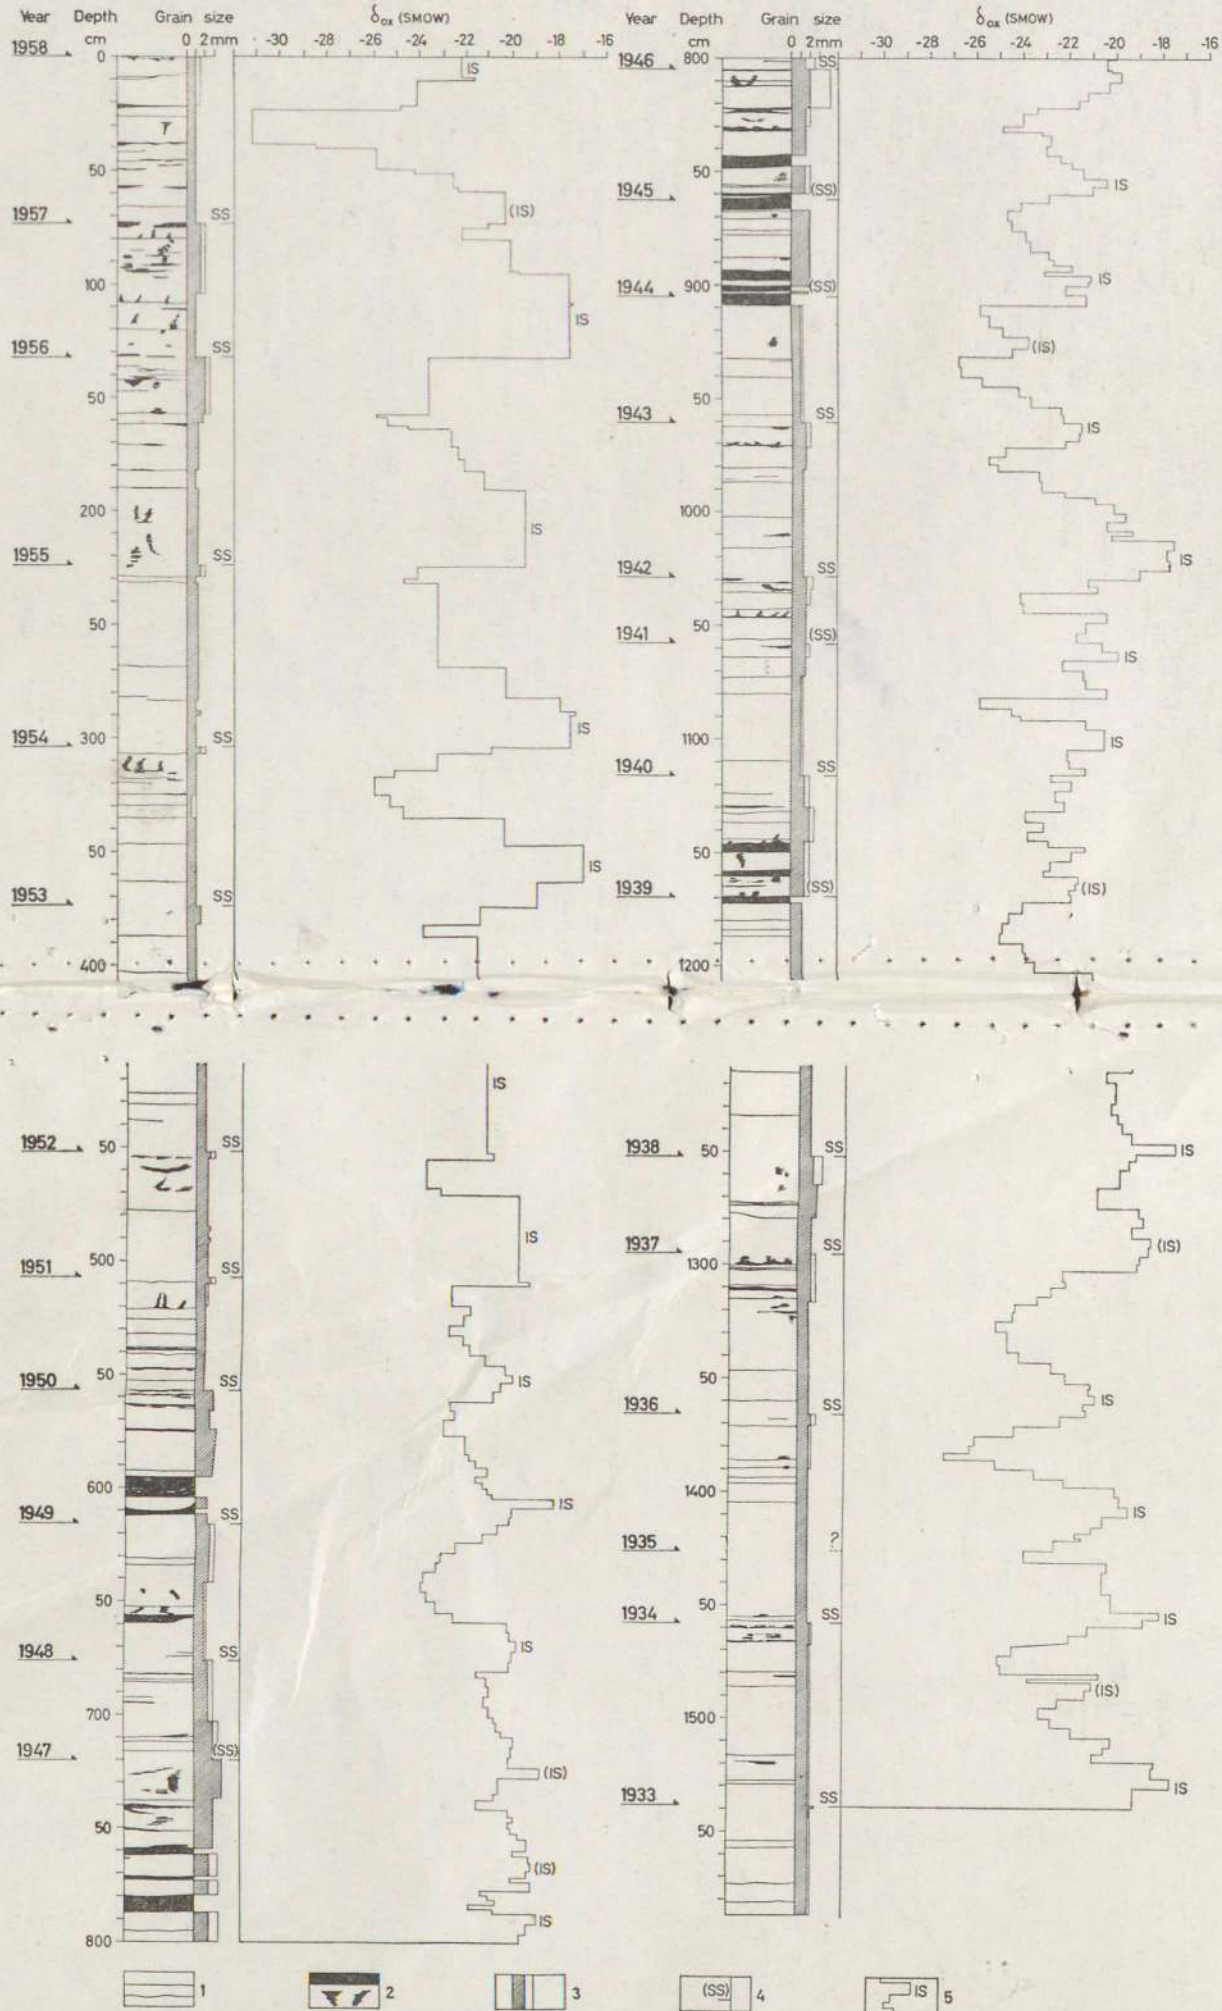 Year Depth Grain size δox (SMOW)
cm 0 2mm -30 -28 -26 -24 -22 -20 -18 -16
1958 0
IS
50
(IS)
1957 SS
100
IS
1956 SS
50
200
IS
1955 SS
50
300
IS
1954 SS
50
IS
1953 SS
400
Year Depth Grain size δox (SMOW)
cm 0 2mm -30 -28 -26 -24 -22 -20 -18 -16
1946 800 SS
50
IS
1945 (SS)
900
IS
1944 (SS)
(IS)
50
1943 SS
IS
1000
IS
1942 SS
50
1941 (SS)
IS
1100
IS
1940 SS
50
(IS)
1939 (SS)
1200
IS
1952 50 SS
IS
500
1951 SS
50
IS
1950 SS
600
IS
1949 SS
50
IS
1948 SS
700
1947 (SS)
(IS)
50
(IS)
IS
800
1938 50 SS
IS
1937 SS
(IS)
1300
50
IS
1936 SS
1400
IS
1935 ?
50
IS
1934 SS
(IS)
1500
IS
1933 SS
50
1 2 3 (SS) 4 IS 5